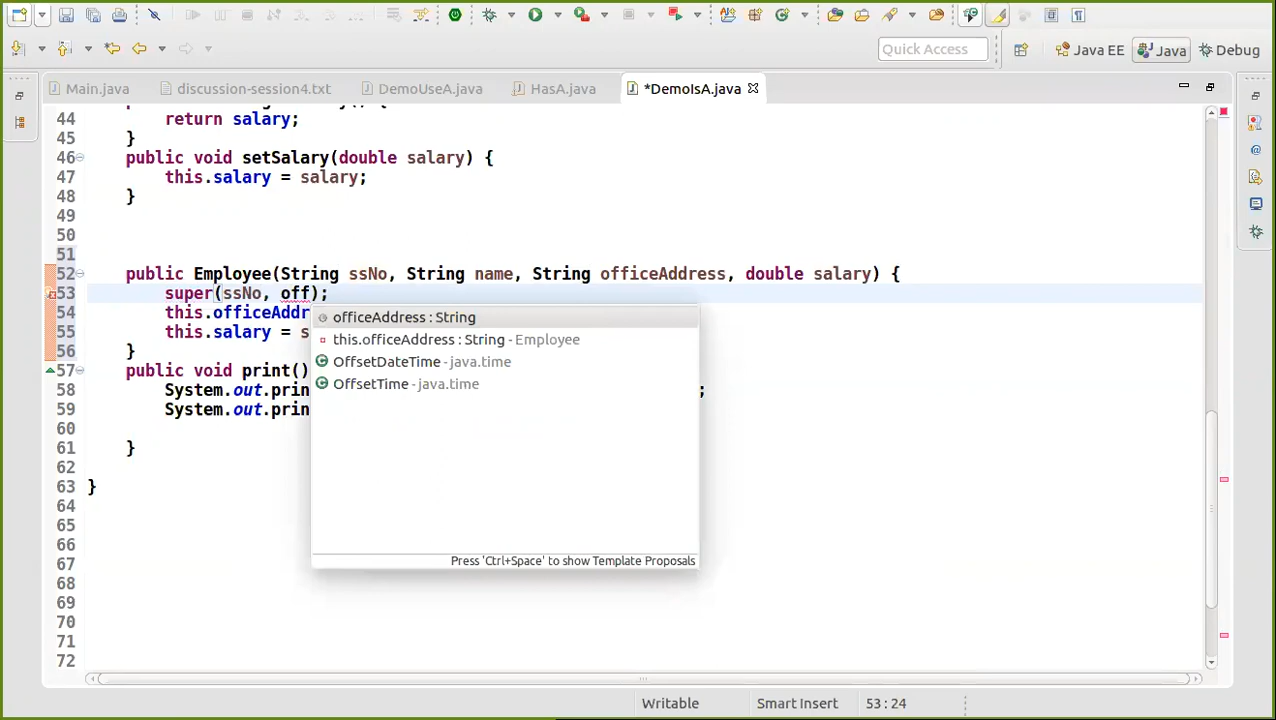 Quick Access
Java EE
Java
Debug
Main.java
discussion-session4.txt
DemoUseA.java
HasA.java
*DemoIsA.java
44 return salary;
45 }
46 public void setSalary(double salary) {
47 this.salary = salary;
48 }
49
50
51
52 public Employee(String ssNo, String name, String officeAddress, double salary) {
53 super(ssNo, off);
54 this.officeAddr
55 this.salary = s
56 }
57 public void print()
58 System.out.prin ;
59 System.out.prin
60
61 }
62
63 }
64
65
66
67
68
69
70
71
72
officeAddress : String
this.officeAddress : String - Employee
OffsetDateTime - java.time
OffsetTime - java.time
Press 'Ctrl+Space' to show Template Proposals
Writable
Smart Insert
53 : 24